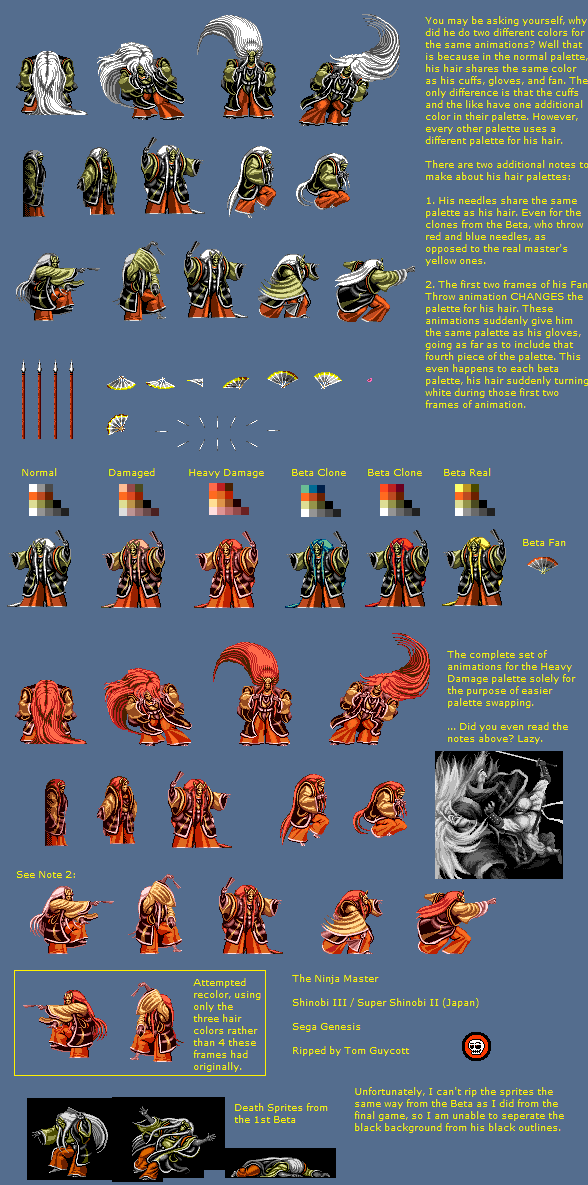 You may be asking yourself, why
did he do two different colors for
the same animations? Well that
is because in the normal palette,
his hair shares the same color
as his cuffs, gloves, and fan. The
only difference is that the cuffs
and the like have one additional
color in their palette. However,
every other palette uses a
different palette for his hair.
There are two additional notes to
make about his hair palettes:
1. His needles share the same
palette as his hair. Even for the
clones from the Beta, who throw
red and blue needles, as
opposed to the real master's
yellow ones.
2. The first two frames of his Fan
Throw animation CHANGES the
palette for his hair. These
animations suddenly give him
the same palette as his gloves,
going as far as to include that
fourth piece of the palette. This
even happens to each beta
palette, his hair suddenly turning
white during those first two
frames of animation.
Normal
Damaged
Heavy Damage
Beta Clone
Beta Clone
Beta Real
Beta Fan
The complete set of
animations for the Heavy
Damage palette solely for
the purpose of easier
palette swapping.
... Did you even read the
notes above? Lazy.
See Note 2:
Attempted
recolor, using
only the
three hair
colors rather
than 4 these
frames had
originally.
The Ninja Master
Shinobi III / Super Shinobi II (Japan)
Sega Genesis
Ripped by Tom Guycott
Death Sprites from
the 1st Beta
Unfortunately, I can't rip the sprites the
same way from the Beta as I did from the
final game, so I am unable to seperate the
black background from his black outlines.